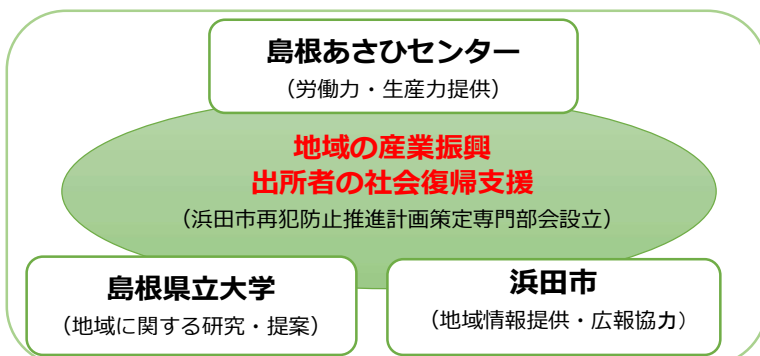 島根あさひセンター
（労働力・生産力提供）
地域の産業振興
出所者の社会復帰支援
（浜田市再犯防止推進計画策定専門部会設立）
島根県立大学
（地域に関する研究・提案）
浜田市
（地域情報提供・広報協力）